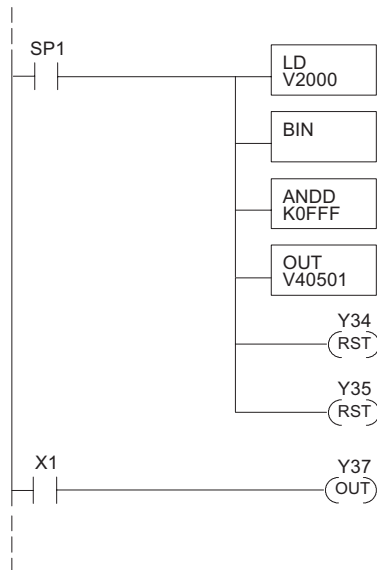 SP1
LD
V2000
BIN
ANDD
K0FFF
OUT
V40501
Y34
RST
Y35
RST
X1
Y37
OUT